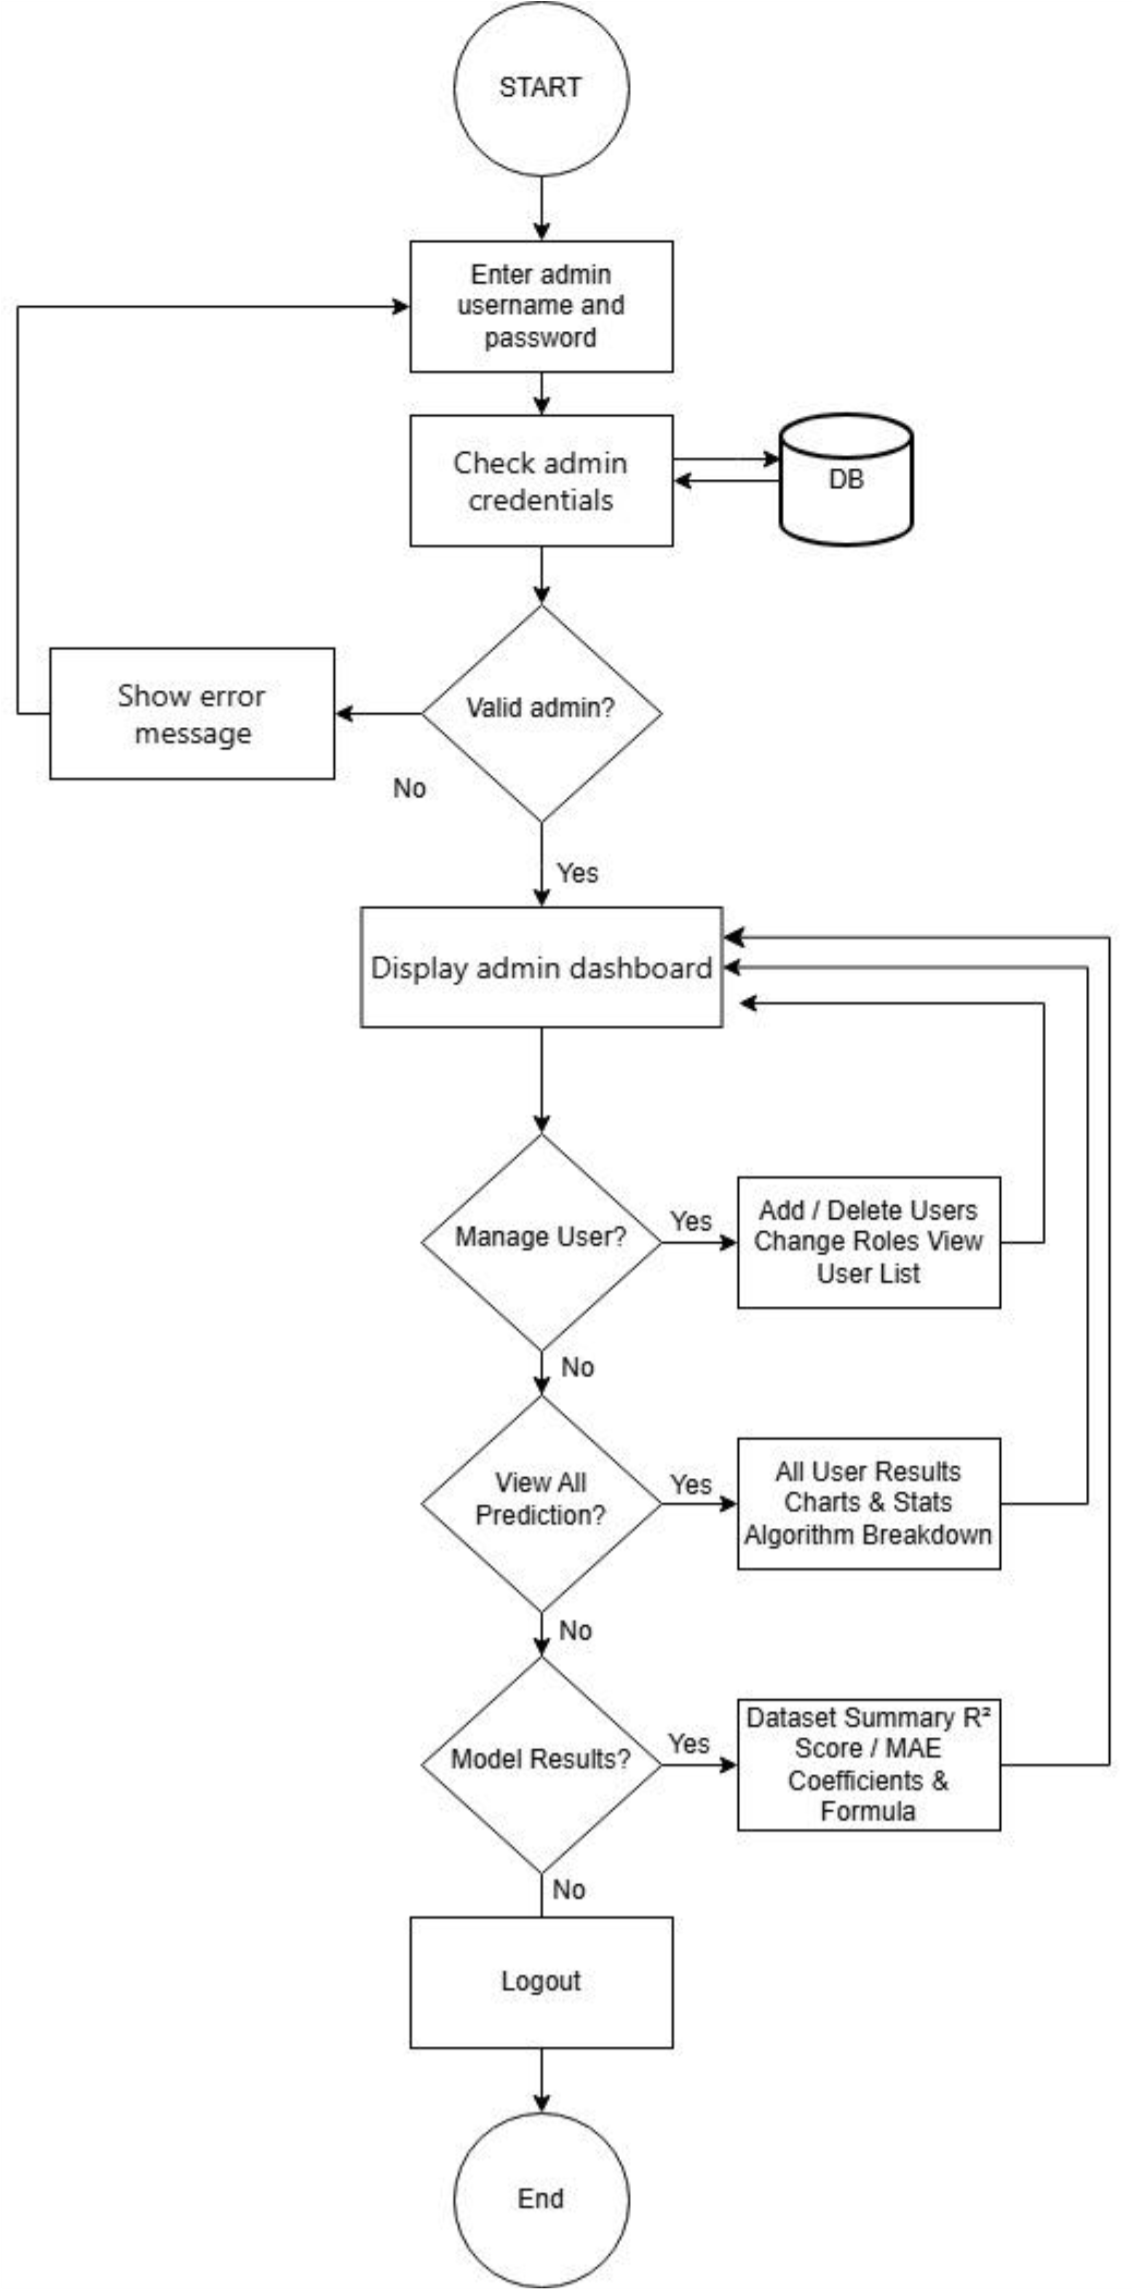 START
Enter admin
username and
password
Check admin
credentials
DB
Valid admin?
Show error
message
No
Yes
Display admin dashboard
Manage User?
Yes
Add / Delete Users
Change Roles View
User List
No
View All
Prediction?
Yes
All User Results
Charts & Stats
Algorithm Breakdown
No
Model Results?
Yes
Dataset Summary R²
Score / MAE
Coefficients &
Formula
No
Logout
End